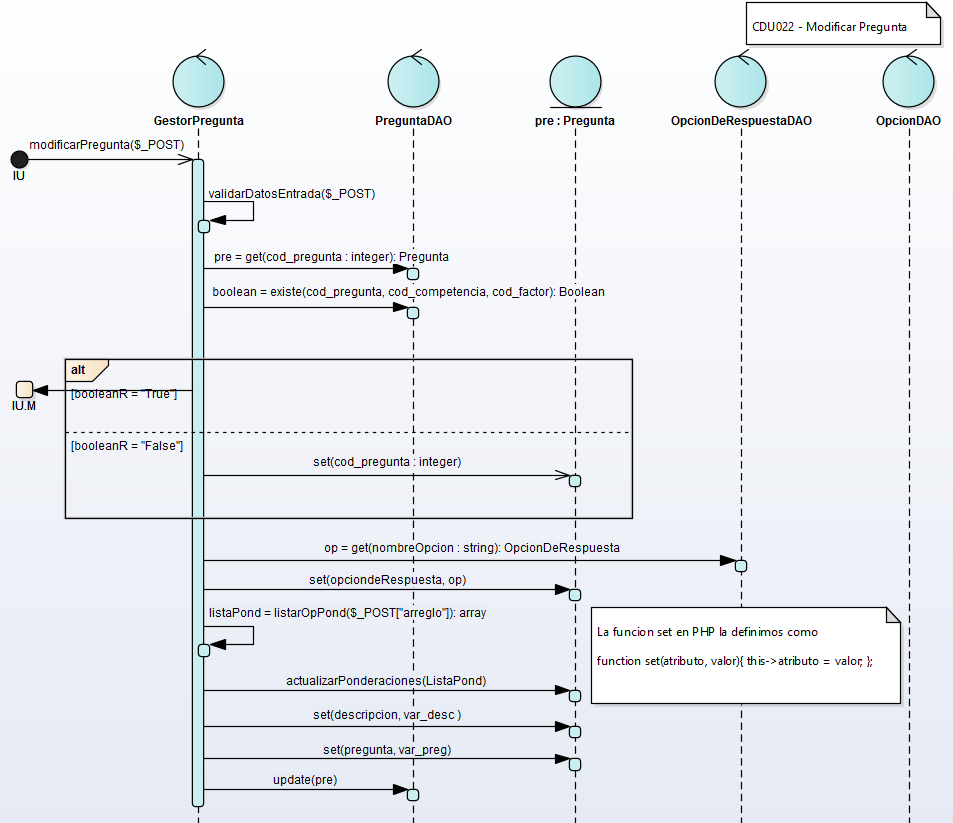 CDU022 - Modificar Pregunta
GestorPregunta
PreguntaDAO
pre : Pregunta
OpcionDeRespuestaDAO
OpcionDAO
modificarPregunta($_POST)
IU
validarDatosEntrada($_POST)
pre = get(cod_pregunta : integer): Pregunta
boolean = existe(cod_pregunta, cod_competencia, cod_factor): Boolean
alt
[booleanR = "True"]
IU.M
[booleanR = "False"]
set(cod_pregunta : integer)
op = get(nombreOpcion : string): OpcionDeRespuesta
set(opciondeRespuesta, op)
listaPond = listarOpPond($_POST["arreglo"]): array
La funcion set en PHP la definimos como
function set(atributo, valor){ this->atributo = valor; };
actualizarPonderaciones(ListaPond)
set(descripcion, var_desc )
set(pregunta, var_preg)
update(pre)